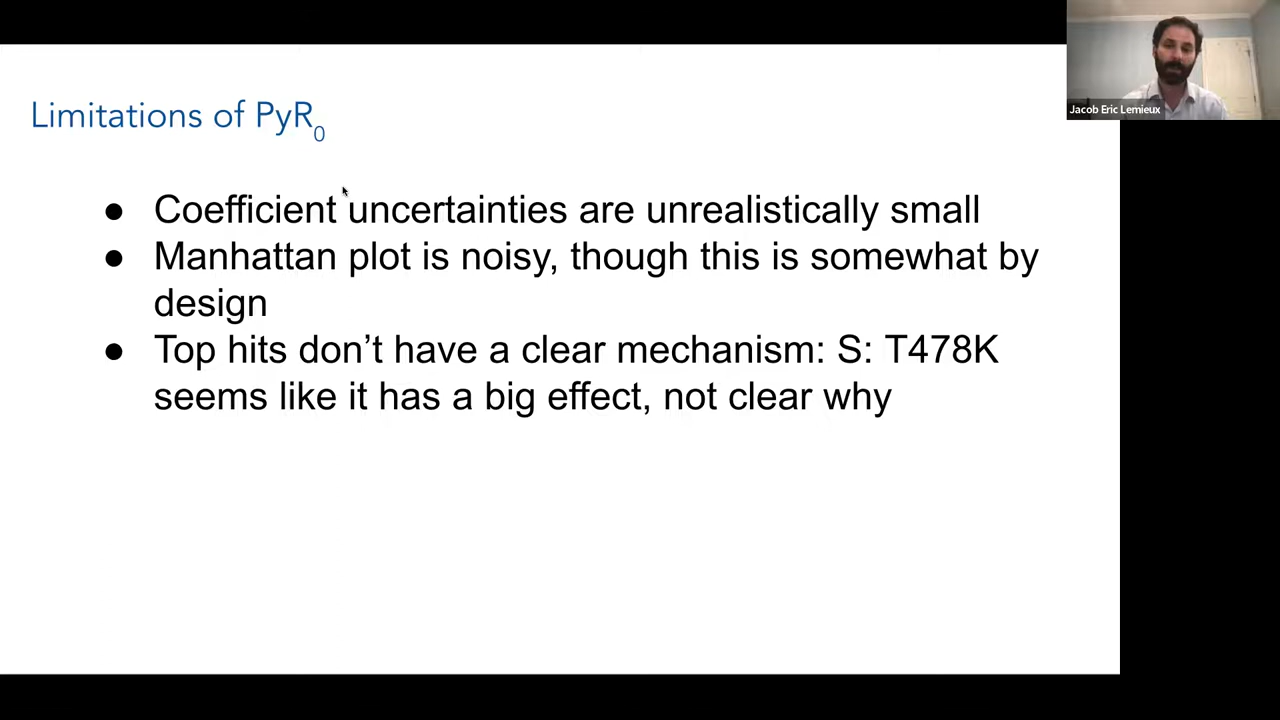 Jacob Eric Lemieux
Limitations of PyR0
● Coefficient uncertainties are unrealistically small
● Manhattan plot is noisy, though this is somewhat by
design
● Top hits don’t have a clear mechanism: S: T478K
seems like it has a big effect, not clear why